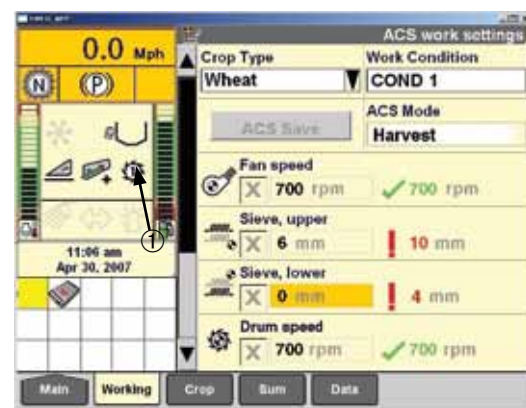 ACS work settings
0.0 Mph
Crop Type
Work Condition
Wheat
COND 1
N
(P)
ACS Mode
ACS Save
Harvest
Fan speed
X 700 rpm
700 rpm
Sieve, upper
X 6 mm
10 mm
1
11:06 am
Apr 30, 2007
Sieve, lower
X 0 mm
4 mm
Drum speed
X 700 rpm
700 rpm
Main
Working
Crop
Sum
Data